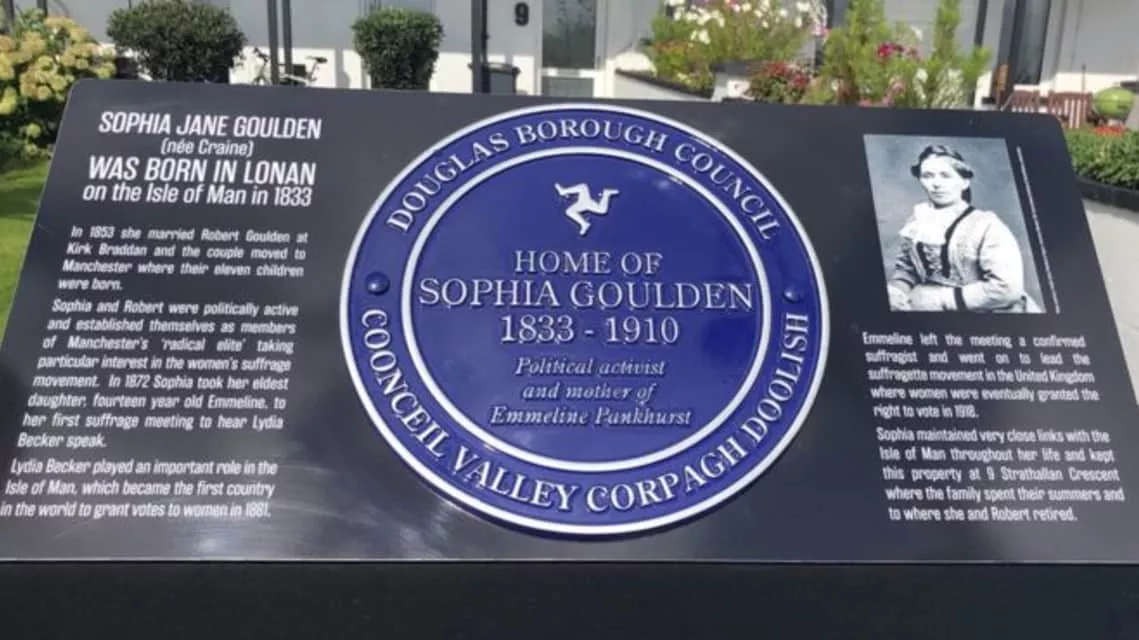 9
SOPHIA JANE GOULDEN
(née Craine)
WAS BORN IN LONAN
on the Isle of Man in 1833
In 1853 she married Robert Goulden at
Kirk Braddan and the couple moved to
Manchester where their eleven children
were born.
Sophia and Robert were politically active
and established themselves as members
of Manchester's 'radical elite' taking
particular interest in the women's suffrage
movement. In 1872 Sophia took her eldest
daughter, fourteen year old Emmeline, to
her first suffrage meeting to hear Lydia
Becker speak.
Lydia Becker played an important role in the
Isle of Man, which became the first country
in the world to grant votes to women in 1881.
DOUGLAS BOROUGH COUNCIL
HOME OF
SOPHIA GOULDEN
1833 - 1910
Political activist
and mother of
Emmeline Pankhurst
COONCEIL VALLEY CORPAGH DOOLISH
Emmeline left the meeting a confirmed
suffragist and went on to lead the
suffragette movement in the United Kingdom
where women were eventually granted the
right to vote in 1918.
Sophia maintained very close links with the
Isle of Man throughout her life and kept
this property at 9 Strathallan Crescent
where the family spent their summers and
to where she and Robert retired.